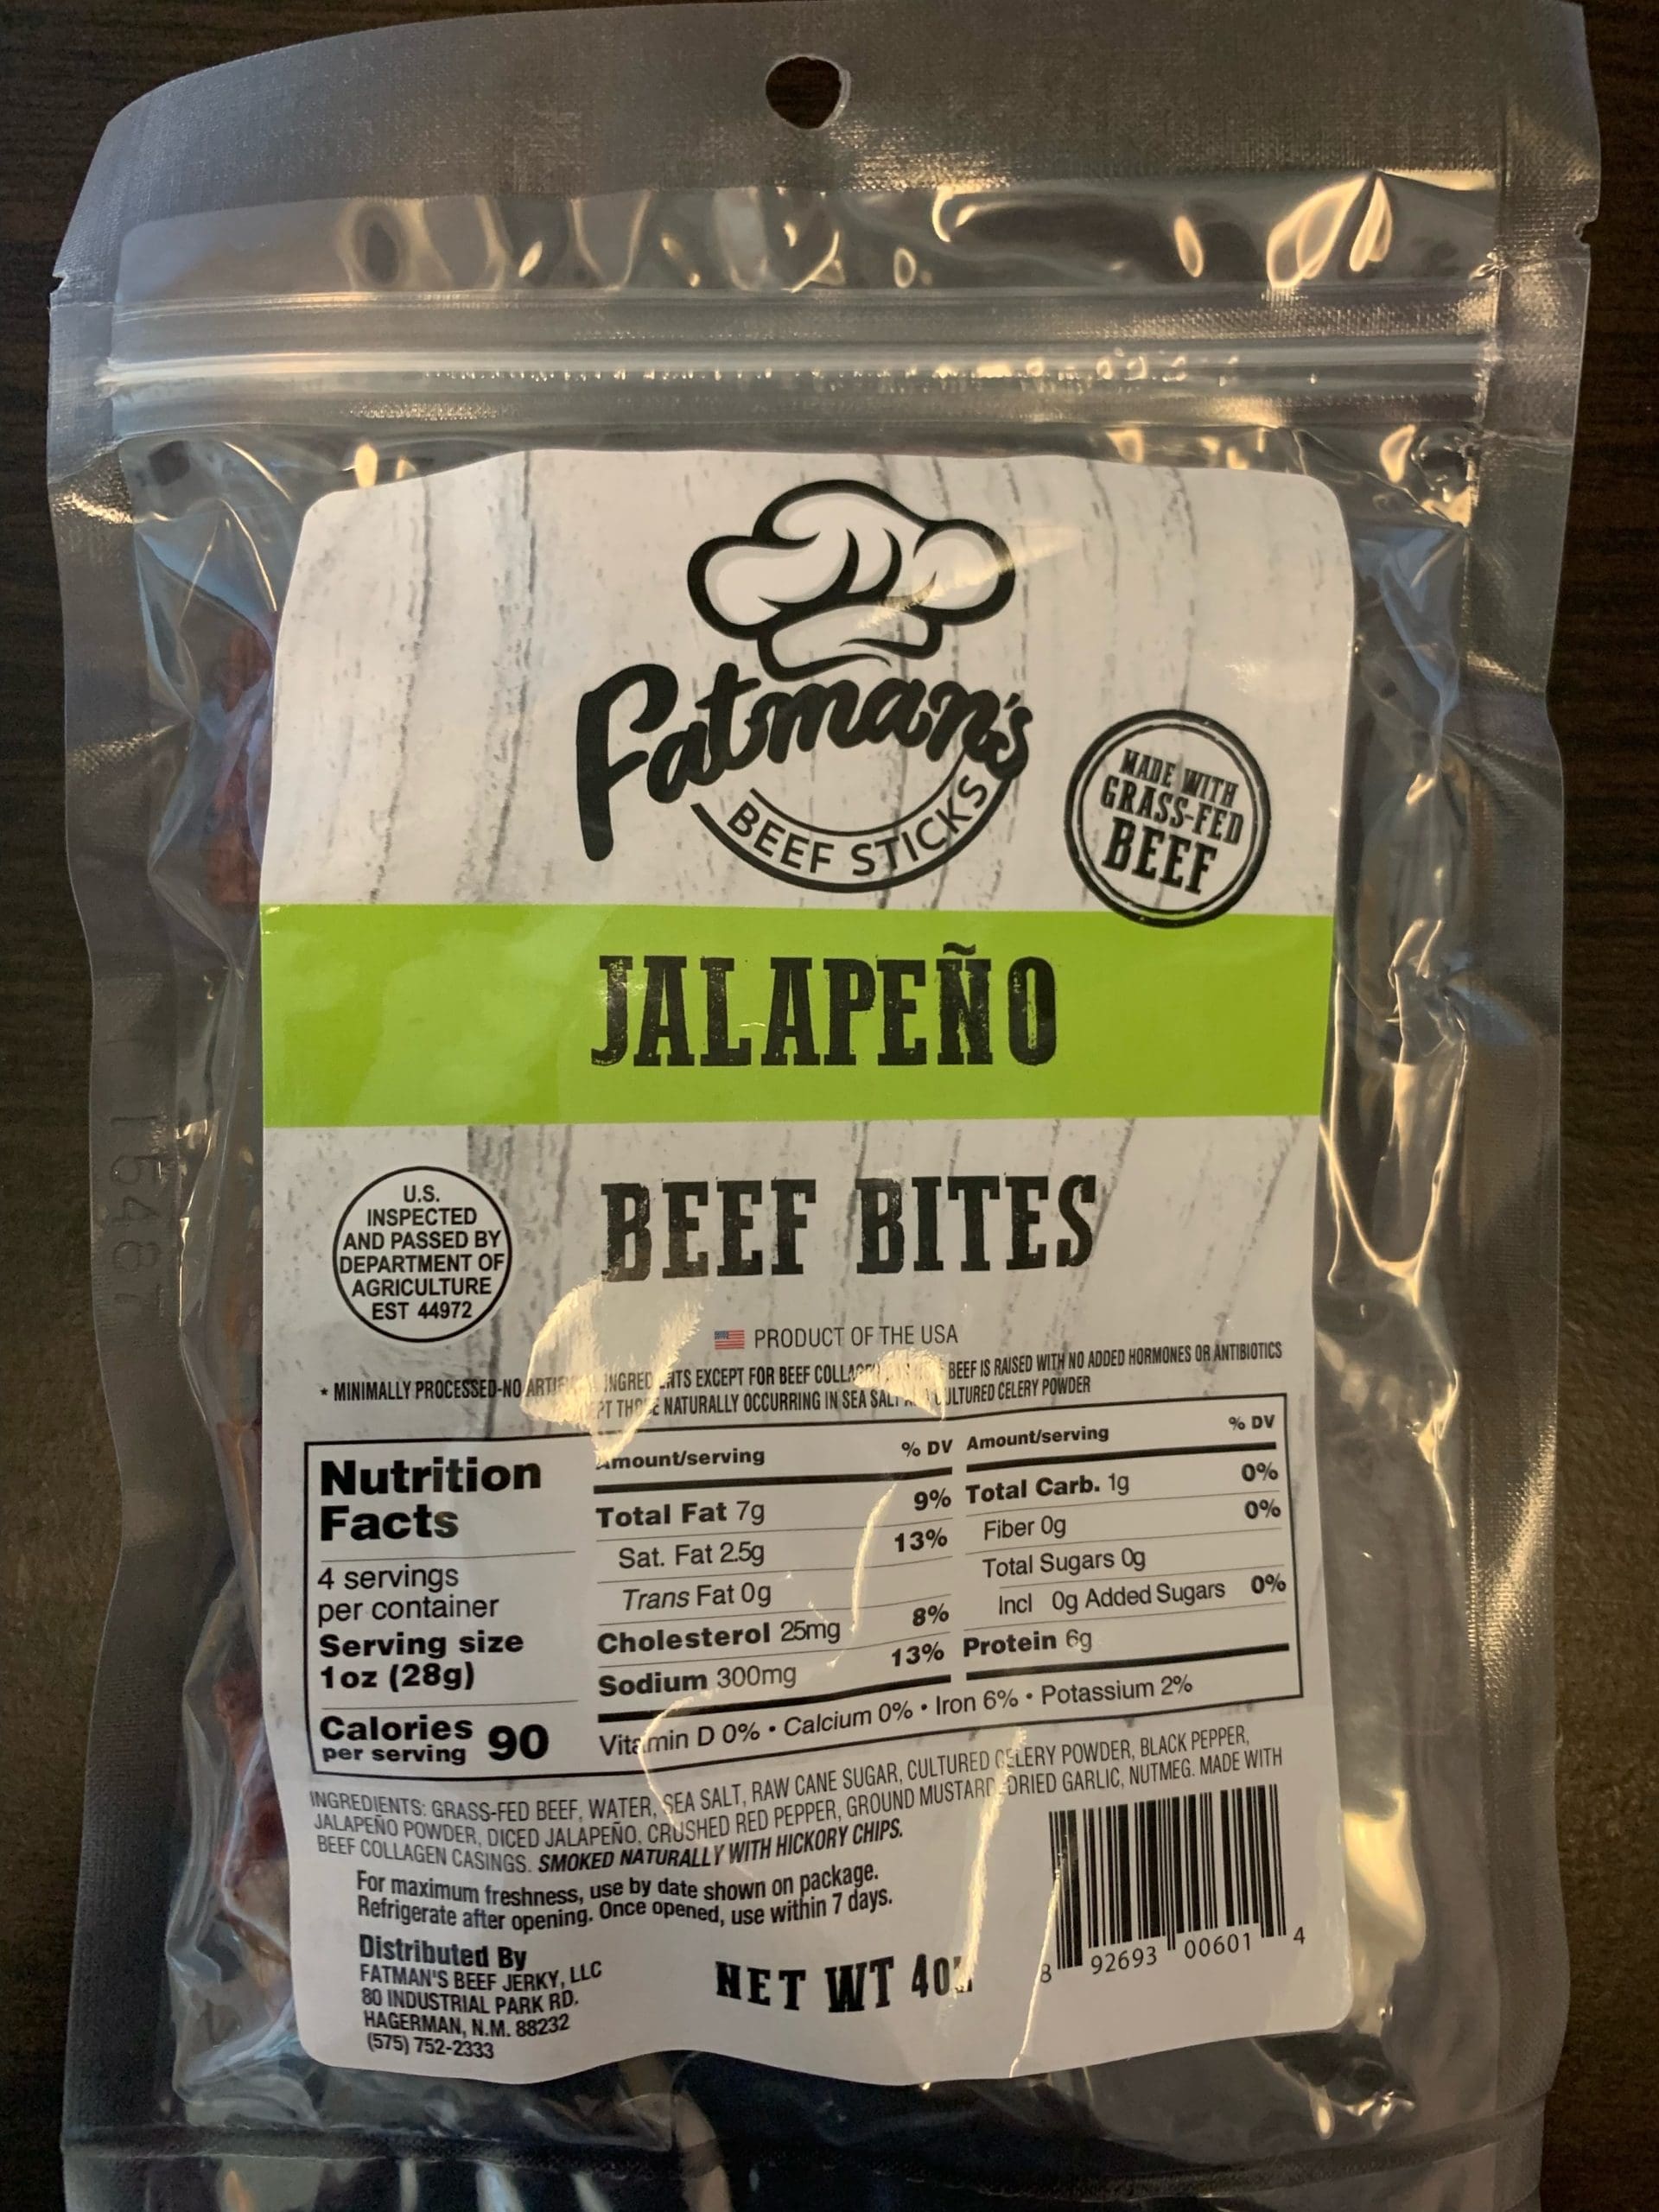 Fatman's
BEEF STICKS
MADE WITH
GRASS-FED
BEEF
JALAPEÑO
U.S.
INSPECTED
AND PASSED BY
DEPARTMENT OF
AGRICULTURE
EST 44972
BEEF BITES
PRODUCT OF THE USA
* MINIMALLY PROCESSED-NO EXCEPT FOR BEEF BEEF IS RAISED WITH NO ADDED HORMONES OR ANTIBIOTICS
NATURALLY OCCURRING IN SEA SALT CELERY POWDER
Nutrition
Facts
4 servings
per container
Serving size
1oz (28g)
Calories
per serving 90
Amount/serving % DV
Total Fat 7g 9%
Sat. Fat 2.5g 13%
Trans Fat 0g
Cholesterol 25mg 8%
Sodium 300mg 13%
Amount/serving % DV
Total Carb. 1g 0%
Fiber 0g 0%
Total Sugars 0g
Incl 0g Added Sugars 0%
Protein 6g
Vitamin D 0% • Calcium 0% • Iron 6% • Potassium 2%
INGREDIENTS: GRASS-FED BEEF, WATER, SEA SALT, RAW CANE SUGAR, CULTURED CELERY POWDER, BLACK PEPPER,
JALAPEÑO POWDER, DICED JALAPEÑO, CRUSHED RED PEPPER, GROUND MUSTARD, DRIED GARLIC, NUTMEG. MADE WITH
BEEF COLLAGEN CASINGS. SMOKED NATURALLY WITH HICKORY CHIPS.
For maximum freshness, use by date shown on package.
Refrigerate after opening. Once opened, use within 7 days.
Distributed By
FATMAN'S BEEF JERKY, LLC
80 INDUSTRIAL PARK RD.
HAGERMAN, N.M. 88232
(575) 752-2333
NET WT 4oz.
8 92693 00601 4